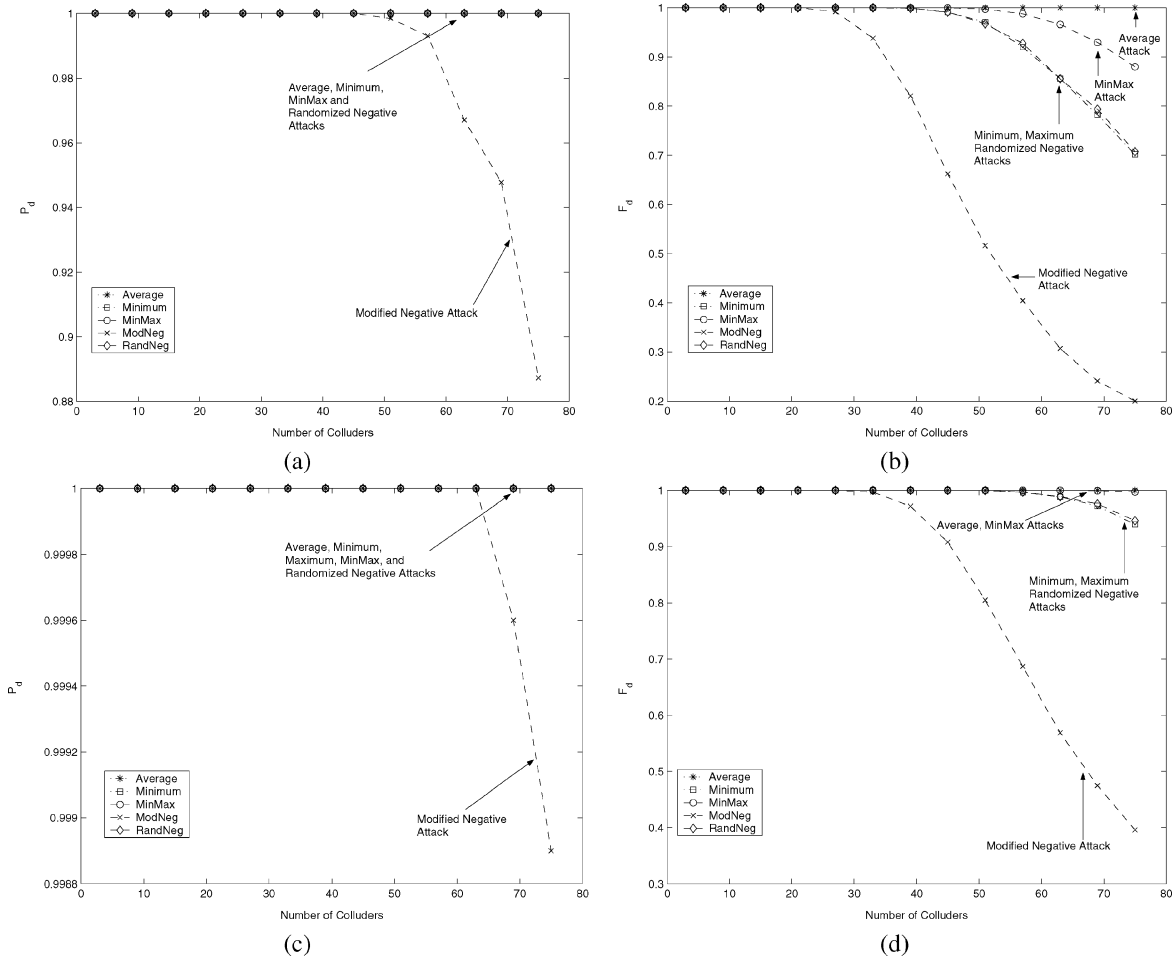 1
0.98
0.96
0.94
0.92
0.9
0.88
P_d
0 10 20 30 40 50 60 70 80
Number of Colluders
Average, Minimum,
MinMax and
Randomized Negative
Attacks
Modified Negative Attack
Average
Minimum
MinMax
ModNeg
RandNeg
(a)
1
0.9
0.8
0.7
0.6
0.5
0.4
0.3
0.2
F_d
0 10 20 30 40 50 60 70 80
Number of Colluders
Average
Attack
MinMax
Attack
Minimum, Maximum
Randomized Negative
Attacks
Modified Negative
Attack
Average
Minimum
MinMax
ModNeg
RandNeg
(b)
1
0.9998
0.9996
0.9994
0.9992
0.999
0.9988
P_d
0 10 20 30 40 50 60 70 80
Number of Colluders
Average, Minimum,
Maximum, MinMax, and
Randomized Negative Attacks
Modified Negative
Attack
Average
Minimum
MinMax
ModNeg
RandNeg
(c)
1
0.9
0.8
0.7
0.6
0.5
0.4
0.3
F_d
0 10 20 30 40 50 60 70 80
Number of Colluders
Average, MinMax Attacks
Minimum, Maximum
Randomized Negative
Attacks
Modified Negative Attack
Average
Minimum
MinMax
ModNeg
RandNeg
(d)